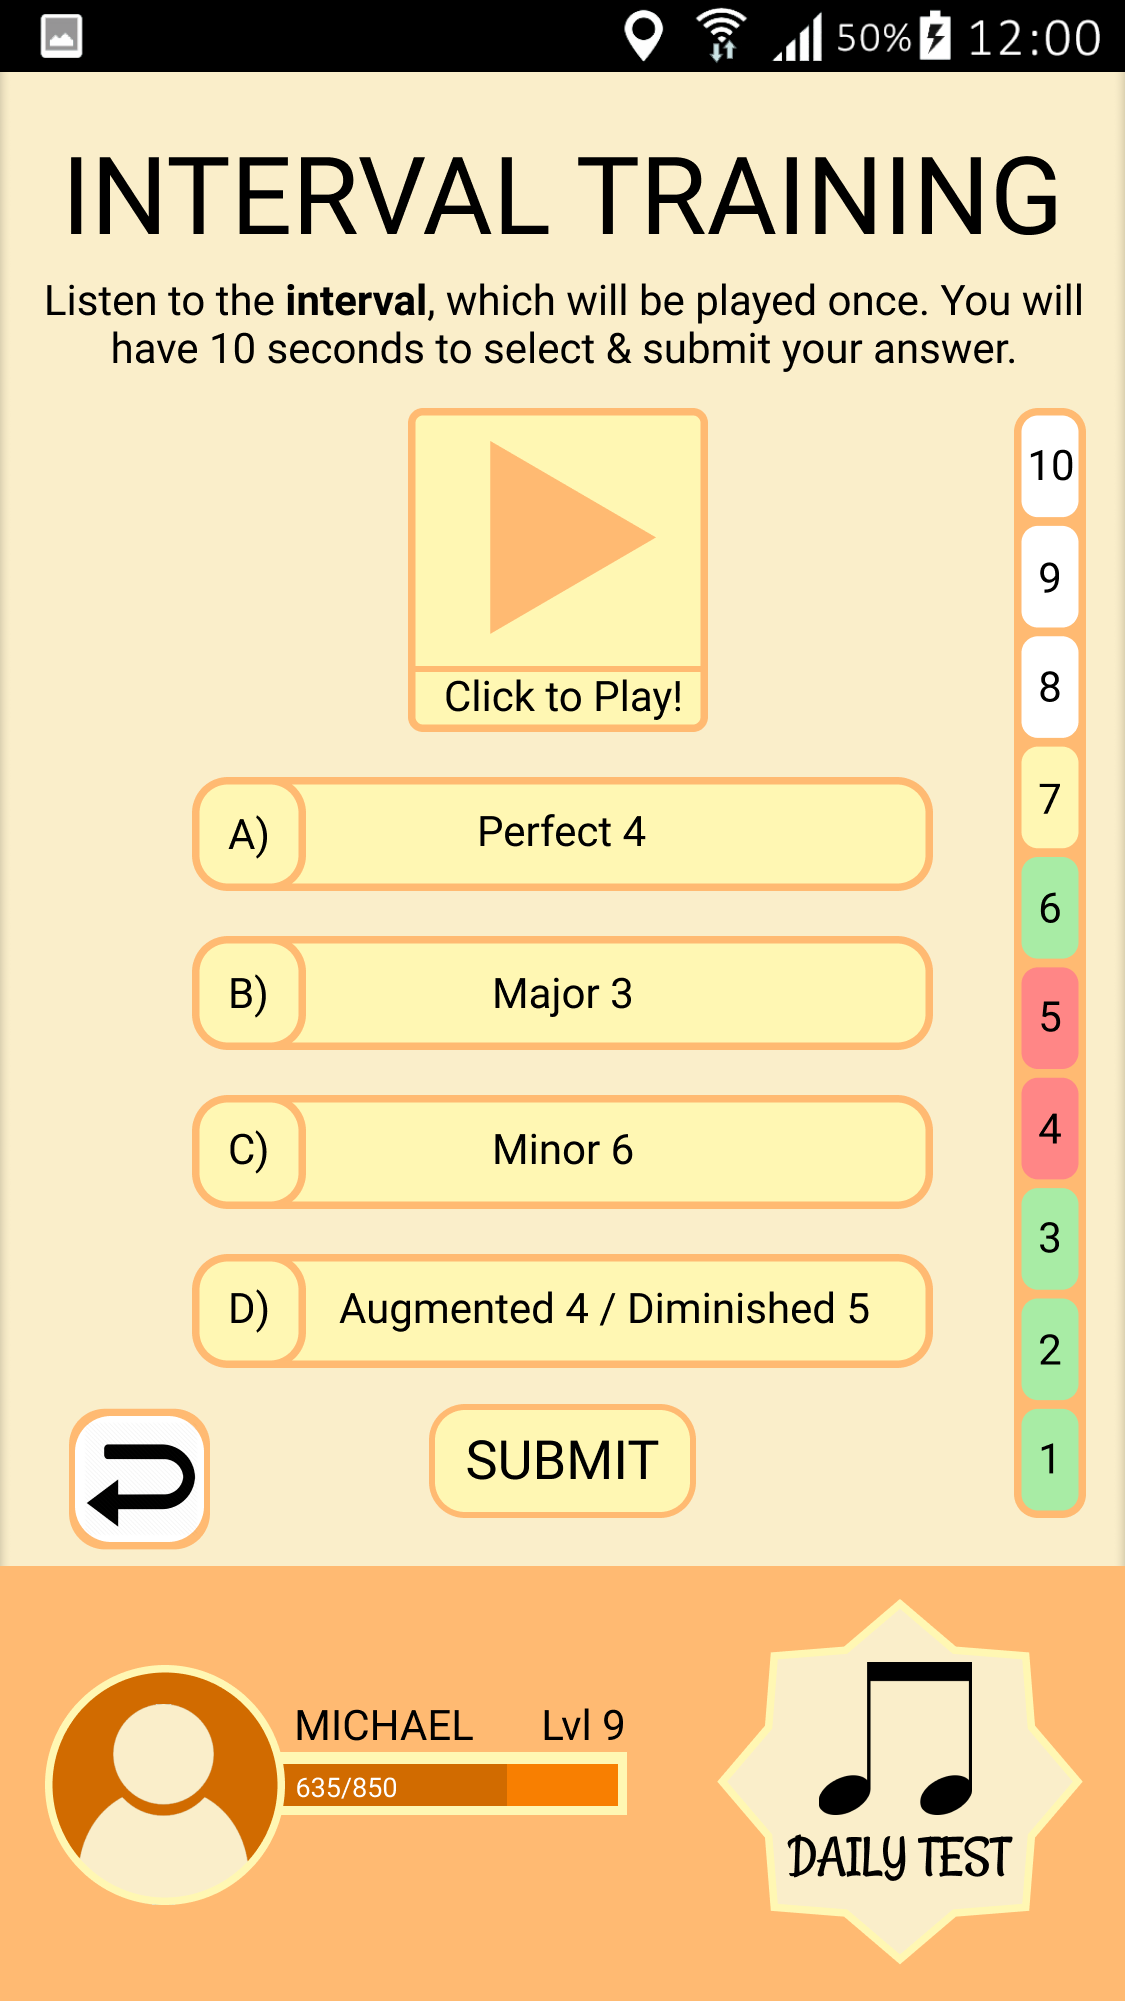 50% 12:00
INTERVAL TRAINING
Listen to the interval, which will be played once. You will
have 10 seconds to select & submit your answer.
Click to Play!
A) Perfect 4
B) Major 3
C) Minor 6
D) Augmented 4 / Diminished 5
SUBMIT
10
9
8
7
6
5
4
3
2
1
MICHAEL Lvl 9
635/850
DAILY TEST